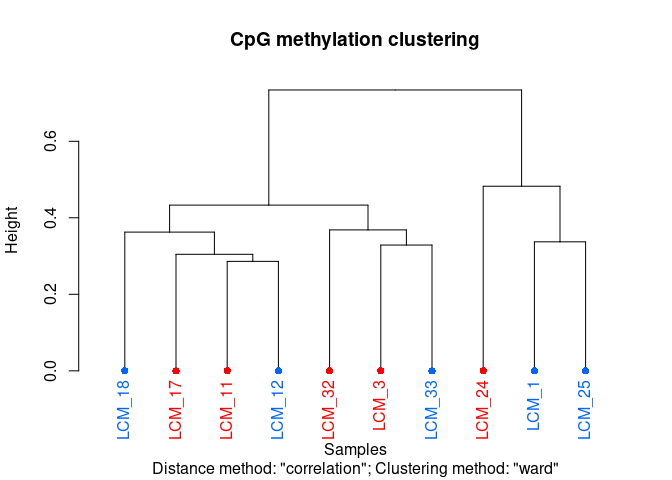 CpG methylation clustering
Height
0.6
0.4
0.2
0.0
LCM_18
LCM_17
LCM_11
LCM_12
LCM_32
LCM_3
LCM_33
LCM_24
LCM_1
LCM_25
Samples
Distance method: "correlation"; Clustering method: "ward"